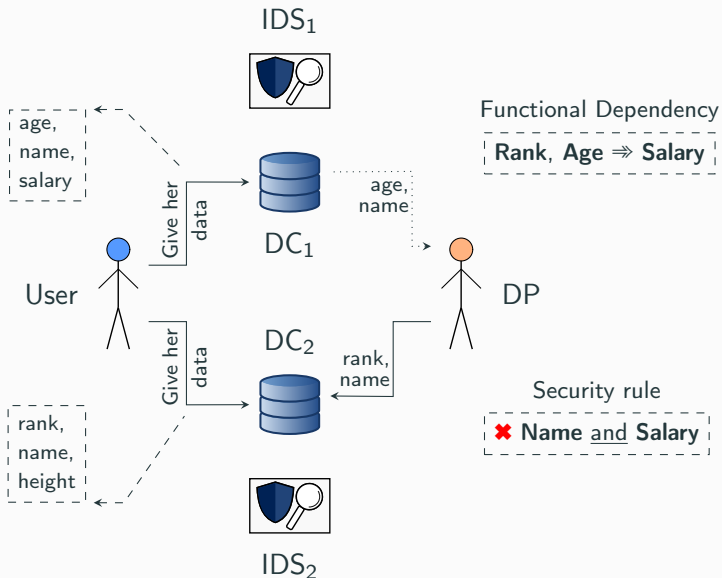 IDS₁
age,
name,
salary
Functional Dependency
Rank, Age ⇛ Salary
Give her
data
age,
name
DC₁
User
DP
DC₂
Give her
data
rank,
name
Security rule
✖ Name and Salary
rank,
name,
height
IDS₂